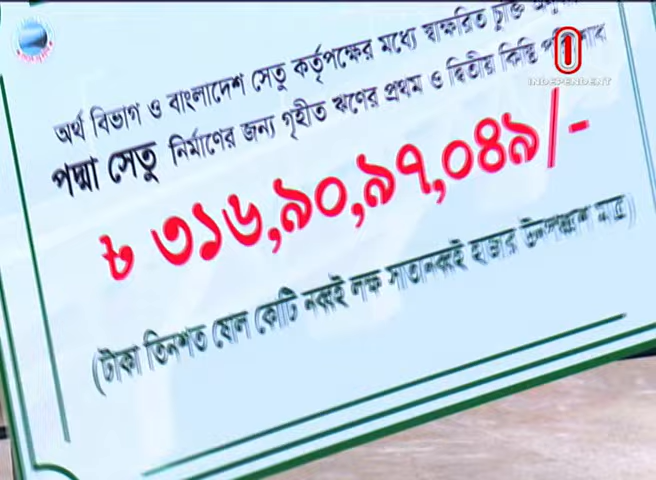 INDEPENDENT
অর্থ বিভাগ ও বাংলাদেশ সেতু কর্তৃপক্ষের মধ্যে স্বাক্ষরিত চুক্তি
পদ্মা সেতু নির্মাণের জন্য গৃহীত ঋণের প্রথম ও দ্বিতীয় কিস্তি
৳ ৩১৬,৯০,৯৭,০৪৯/-
(টাকা তিনশত ষোল কোটি নব্বই লক্ষ সাতানব্বই হাজার উনপঞ্চাশ মাত্র)